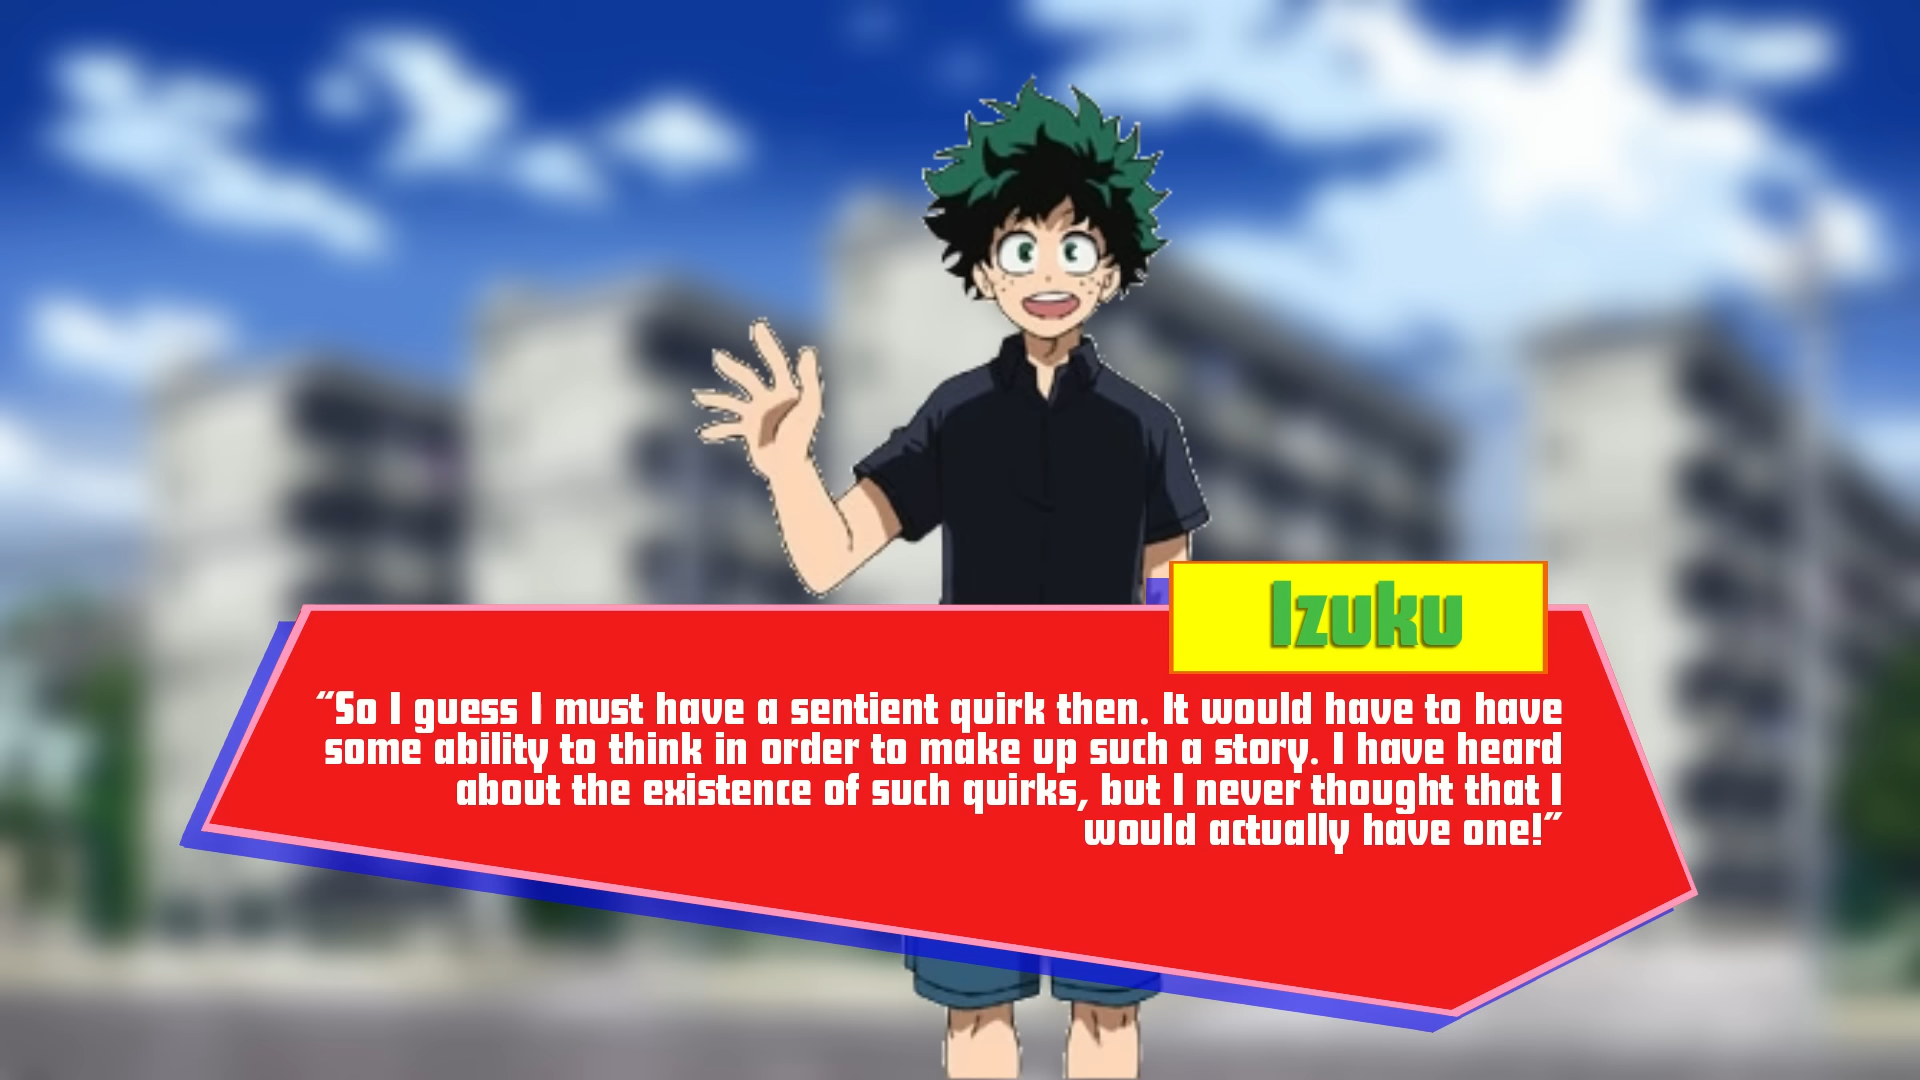 Izuku
“So I guess I must have a sentient quirk then. It would have to have
some ability to think in order to make up such a story. I have heard
about the existence of such quirks, but I never thought that I
would actually have one!”